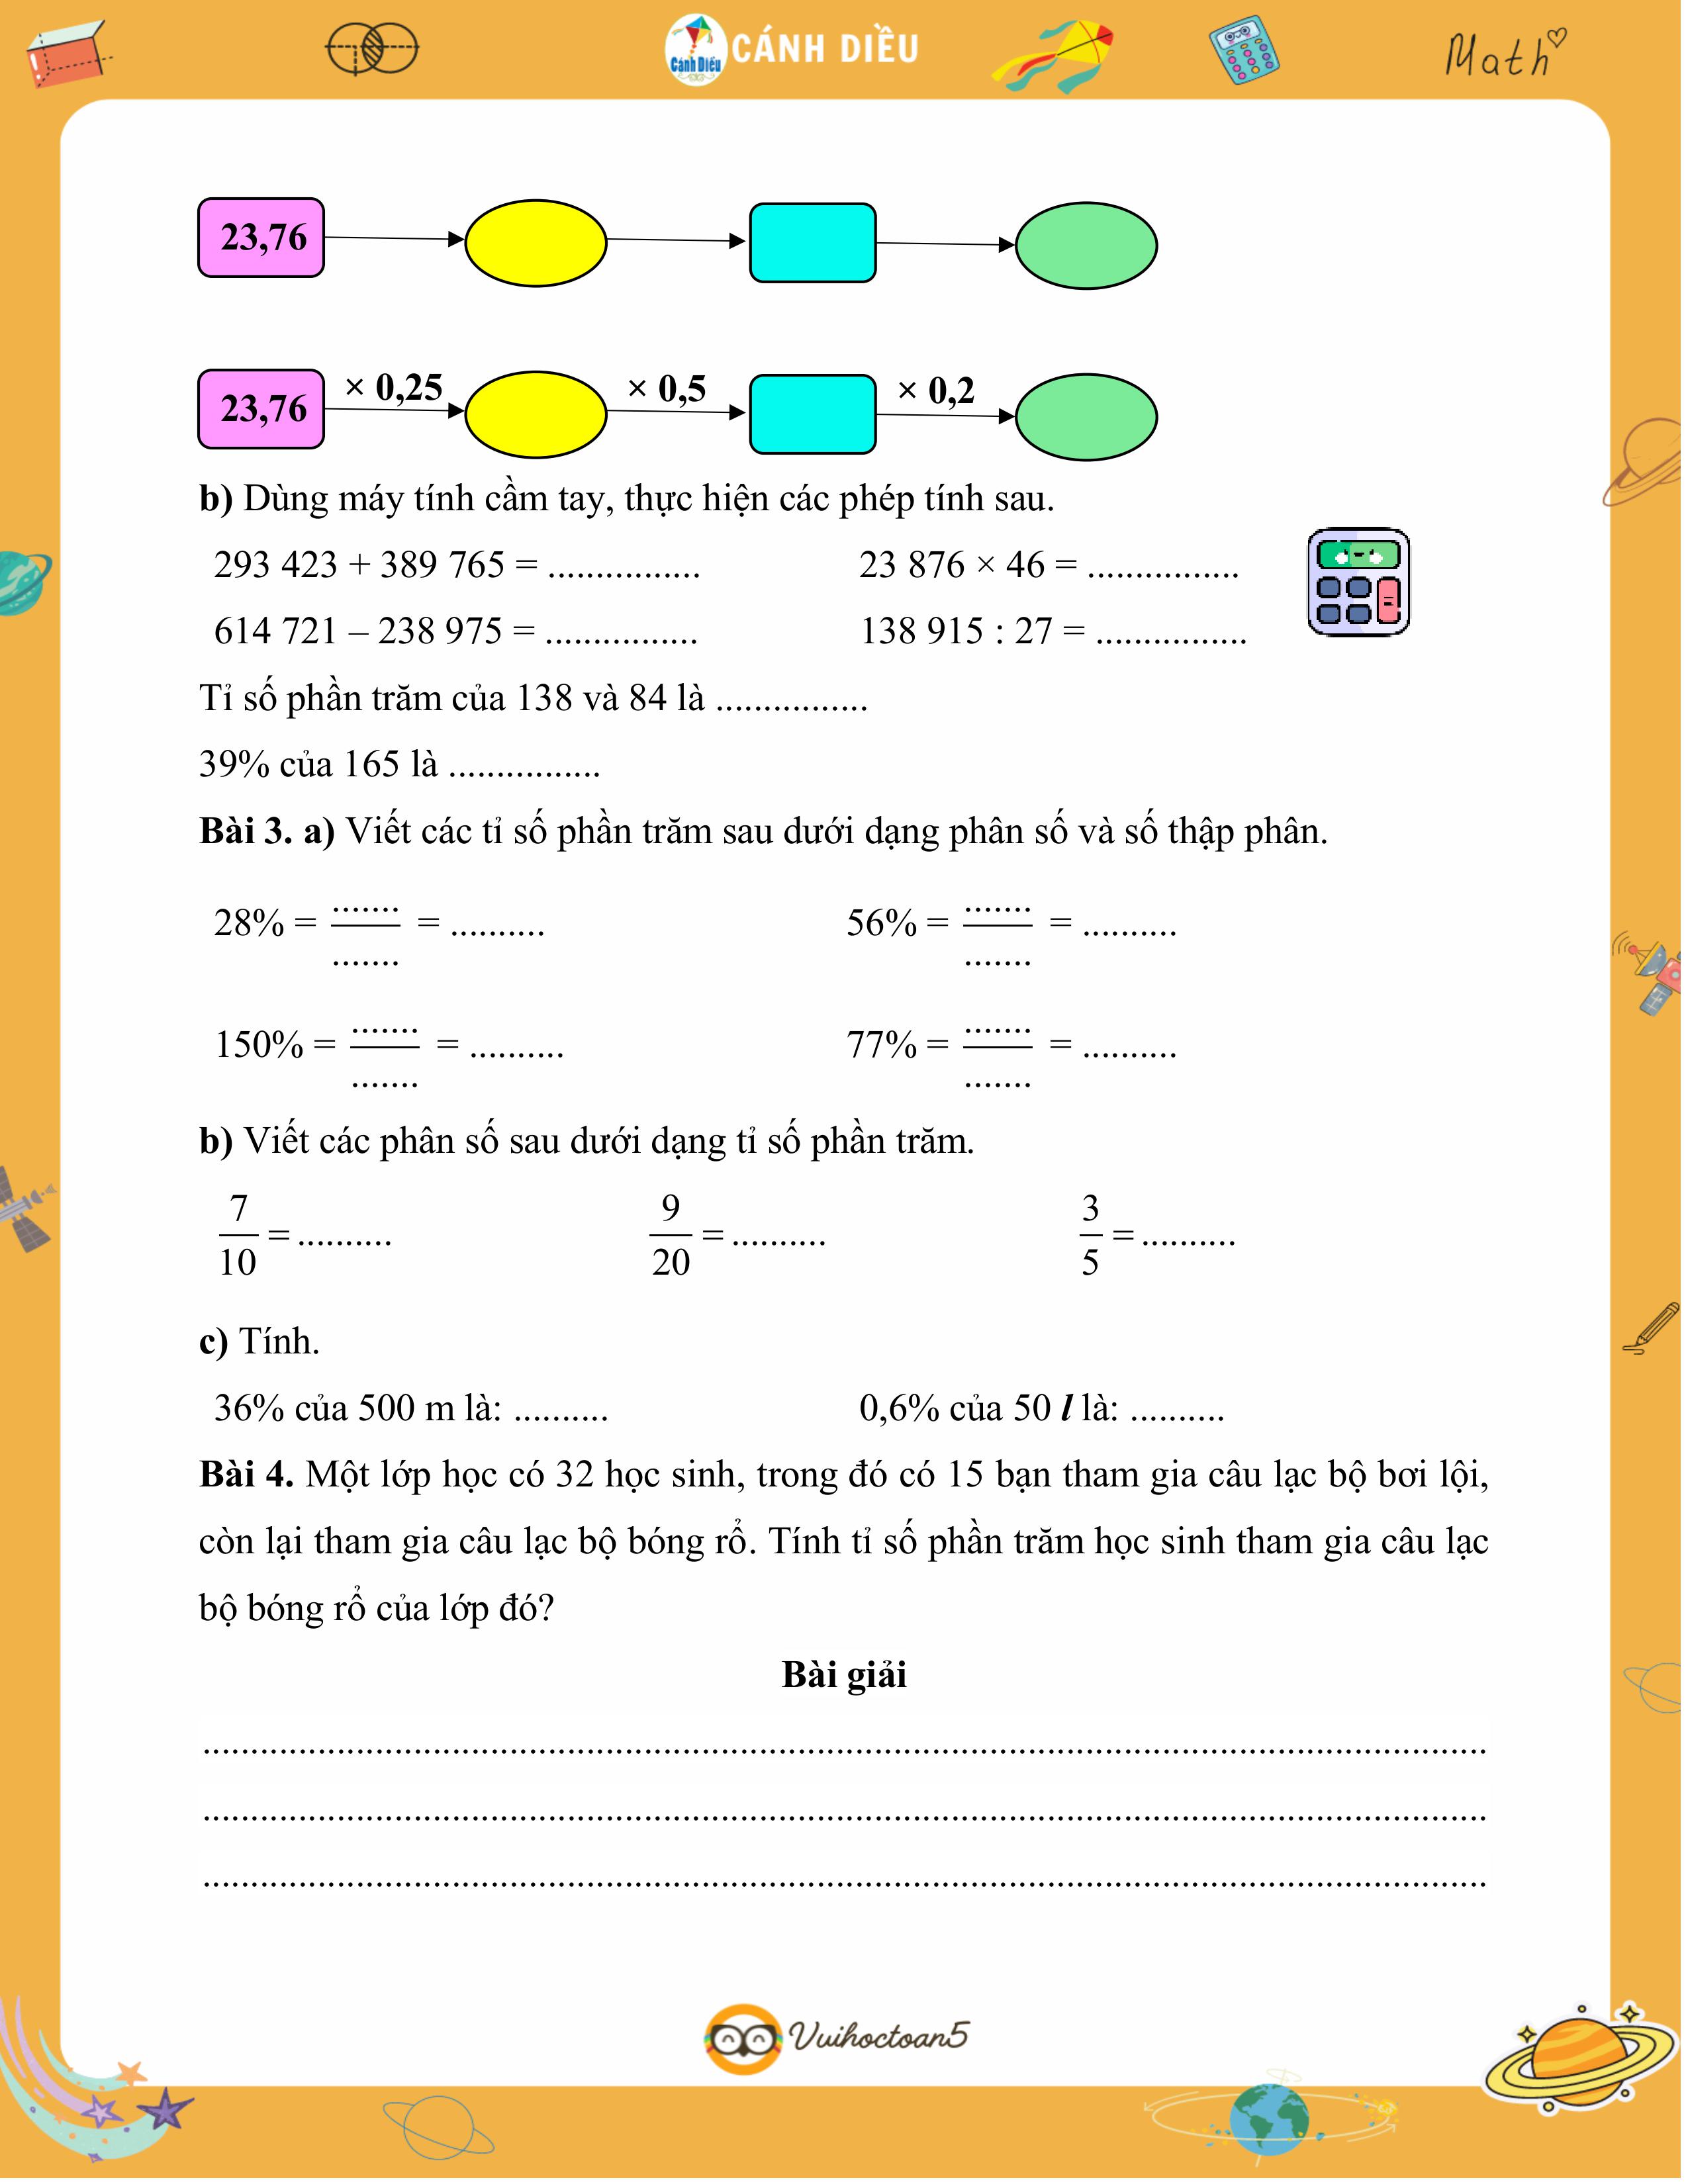 Cánh Diều CÁNH DIỀU Math
23,76
23,76 × 0,25 × 0,5 × 0,2
b) Dùng máy tính cầm tay, thực hiện các phép tính sau.
293 423 + 389 765 = ................ 23 876 × 46 = ................
614 721 – 238 975 = ................ 138 915 : 27 = ................
Tỉ số phần trăm của 138 và 84 là ................
39% của 165 là ................
Bài 3. a) Viết các tỉ số phần trăm sau dưới dạng phân số và số thập phân.
28% = ......./....... = .......... 56% = ......./....... = ..........
150% = ......./....... = .......... 77% = ......./....... = ..........
b) Viết các phân số sau dưới dạng tỉ số phần trăm.
7/10 = .......... 9/20 = .......... 3/5 = ..........
c) Tính.
36% của 500 m là: .......... 0,6% của 50 l là: ..........
Bài 4. Một lớp học có 32 học sinh, trong đó có 15 bạn tham gia câu lạc bộ bơi lội,
còn lại tham gia câu lạc bộ bóng rổ. Tính tỉ số phần trăm học sinh tham gia câu lạc
bộ bóng rổ của lớp đó?
Bài giải
Vuihoctoan5